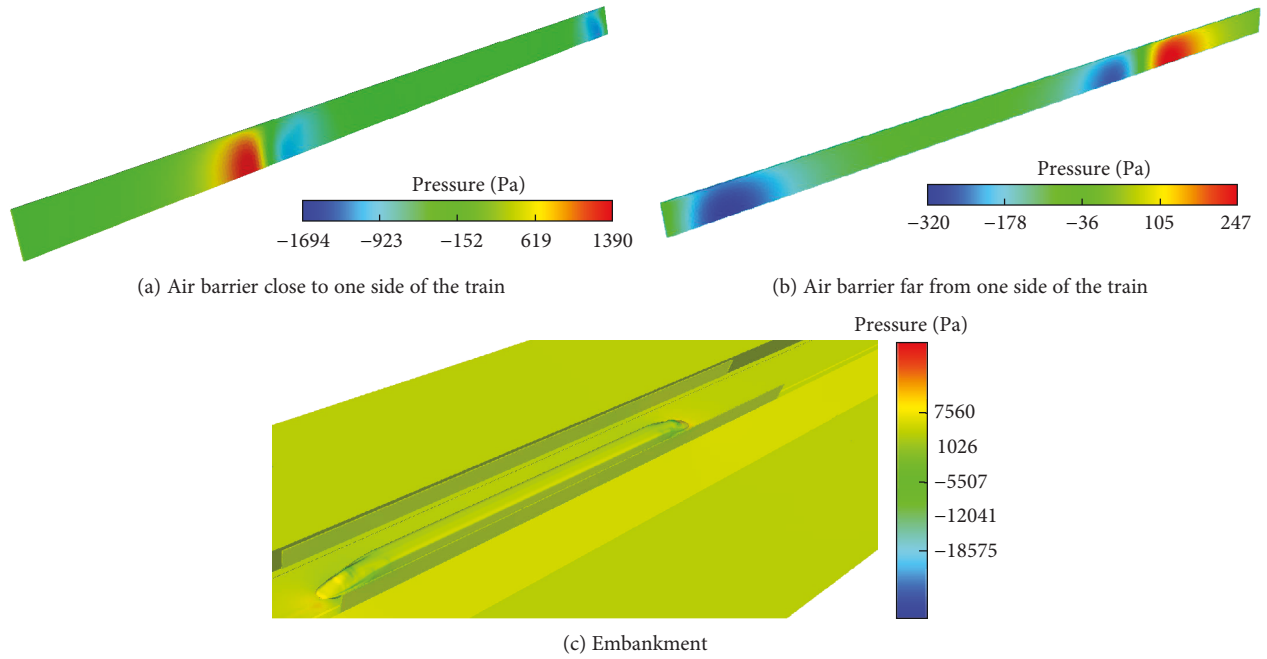 Pressure (Pa)
−1694 −923 −152 619 1390
(a) Air barrier close to one side of the train
Pressure (Pa)
−320 −178 −36 105 247
(b) Air barrier far from one side of the train
Pressure (Pa)
7560
1026
−5507
−12041
−18575
(c) Embankment